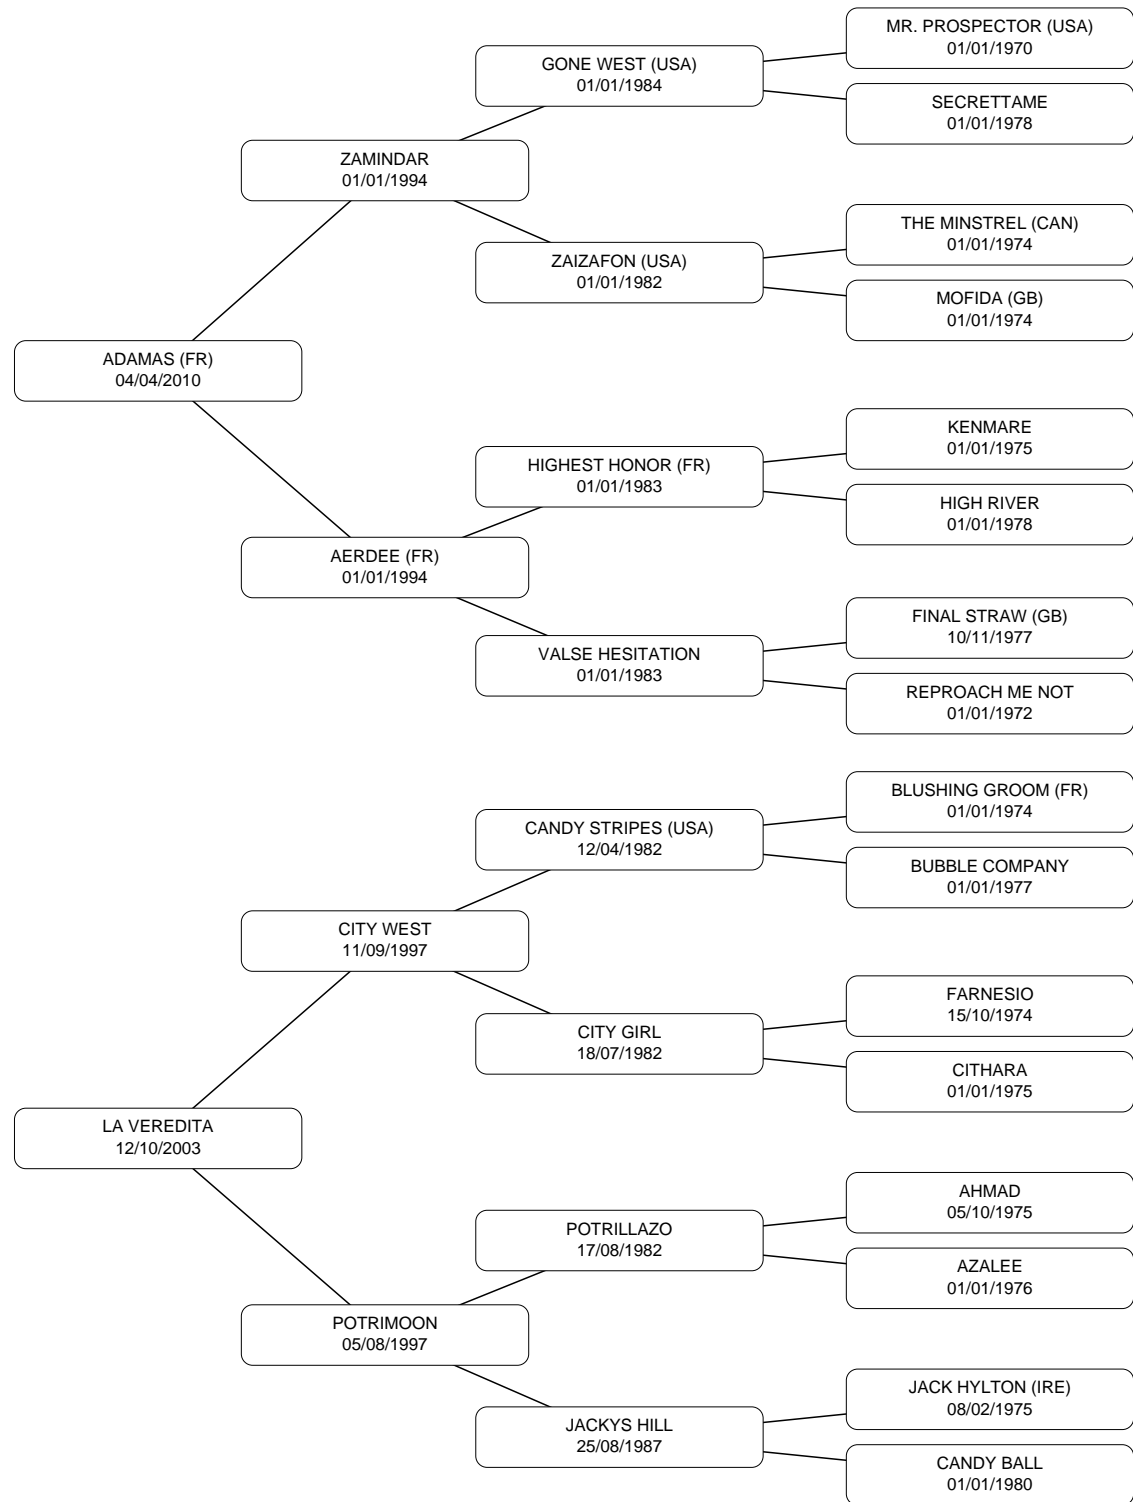 MR. PROSPECTOR (USA)
01/01/1970
GONE WEST (USA)
01/01/1984
SECRETTAME
01/01/1978
ZAMINDAR
01/01/1994
THE MINSTREL (CAN)
01/01/1974
ZAIZAFON (USA)
01/01/1982
MOFIDA (GB)
01/01/1974
ADAMAS (FR)
04/04/2010
KENMARE
01/01/1975
HIGHEST HONOR (FR)
01/01/1983
HIGH RIVER
01/01/1978
AERDEE (FR)
01/01/1994
FINAL STRAW (GB)
10/11/1977
VALSE HESITATION
01/01/1983
REPROACH ME NOT
01/01/1972
BLUSHING GROOM (FR)
01/01/1974
CANDY STRIPES (USA)
12/04/1982
BUBBLE COMPANY
01/01/1977
CITY WEST
11/09/1997
FARNESIO
15/10/1974
CITY GIRL
18/07/1982
CITHARA
01/01/1975
LA VEREDITA
12/10/2003
AHMAD
05/10/1975
POTRILLAZO
17/08/1982
AZALEE
01/01/1976
POTRIMOON
05/08/1997
JACK HYLTON (IRE)
08/02/1975
JACKYS HILL
25/08/1987
CANDY BALL
01/01/1980